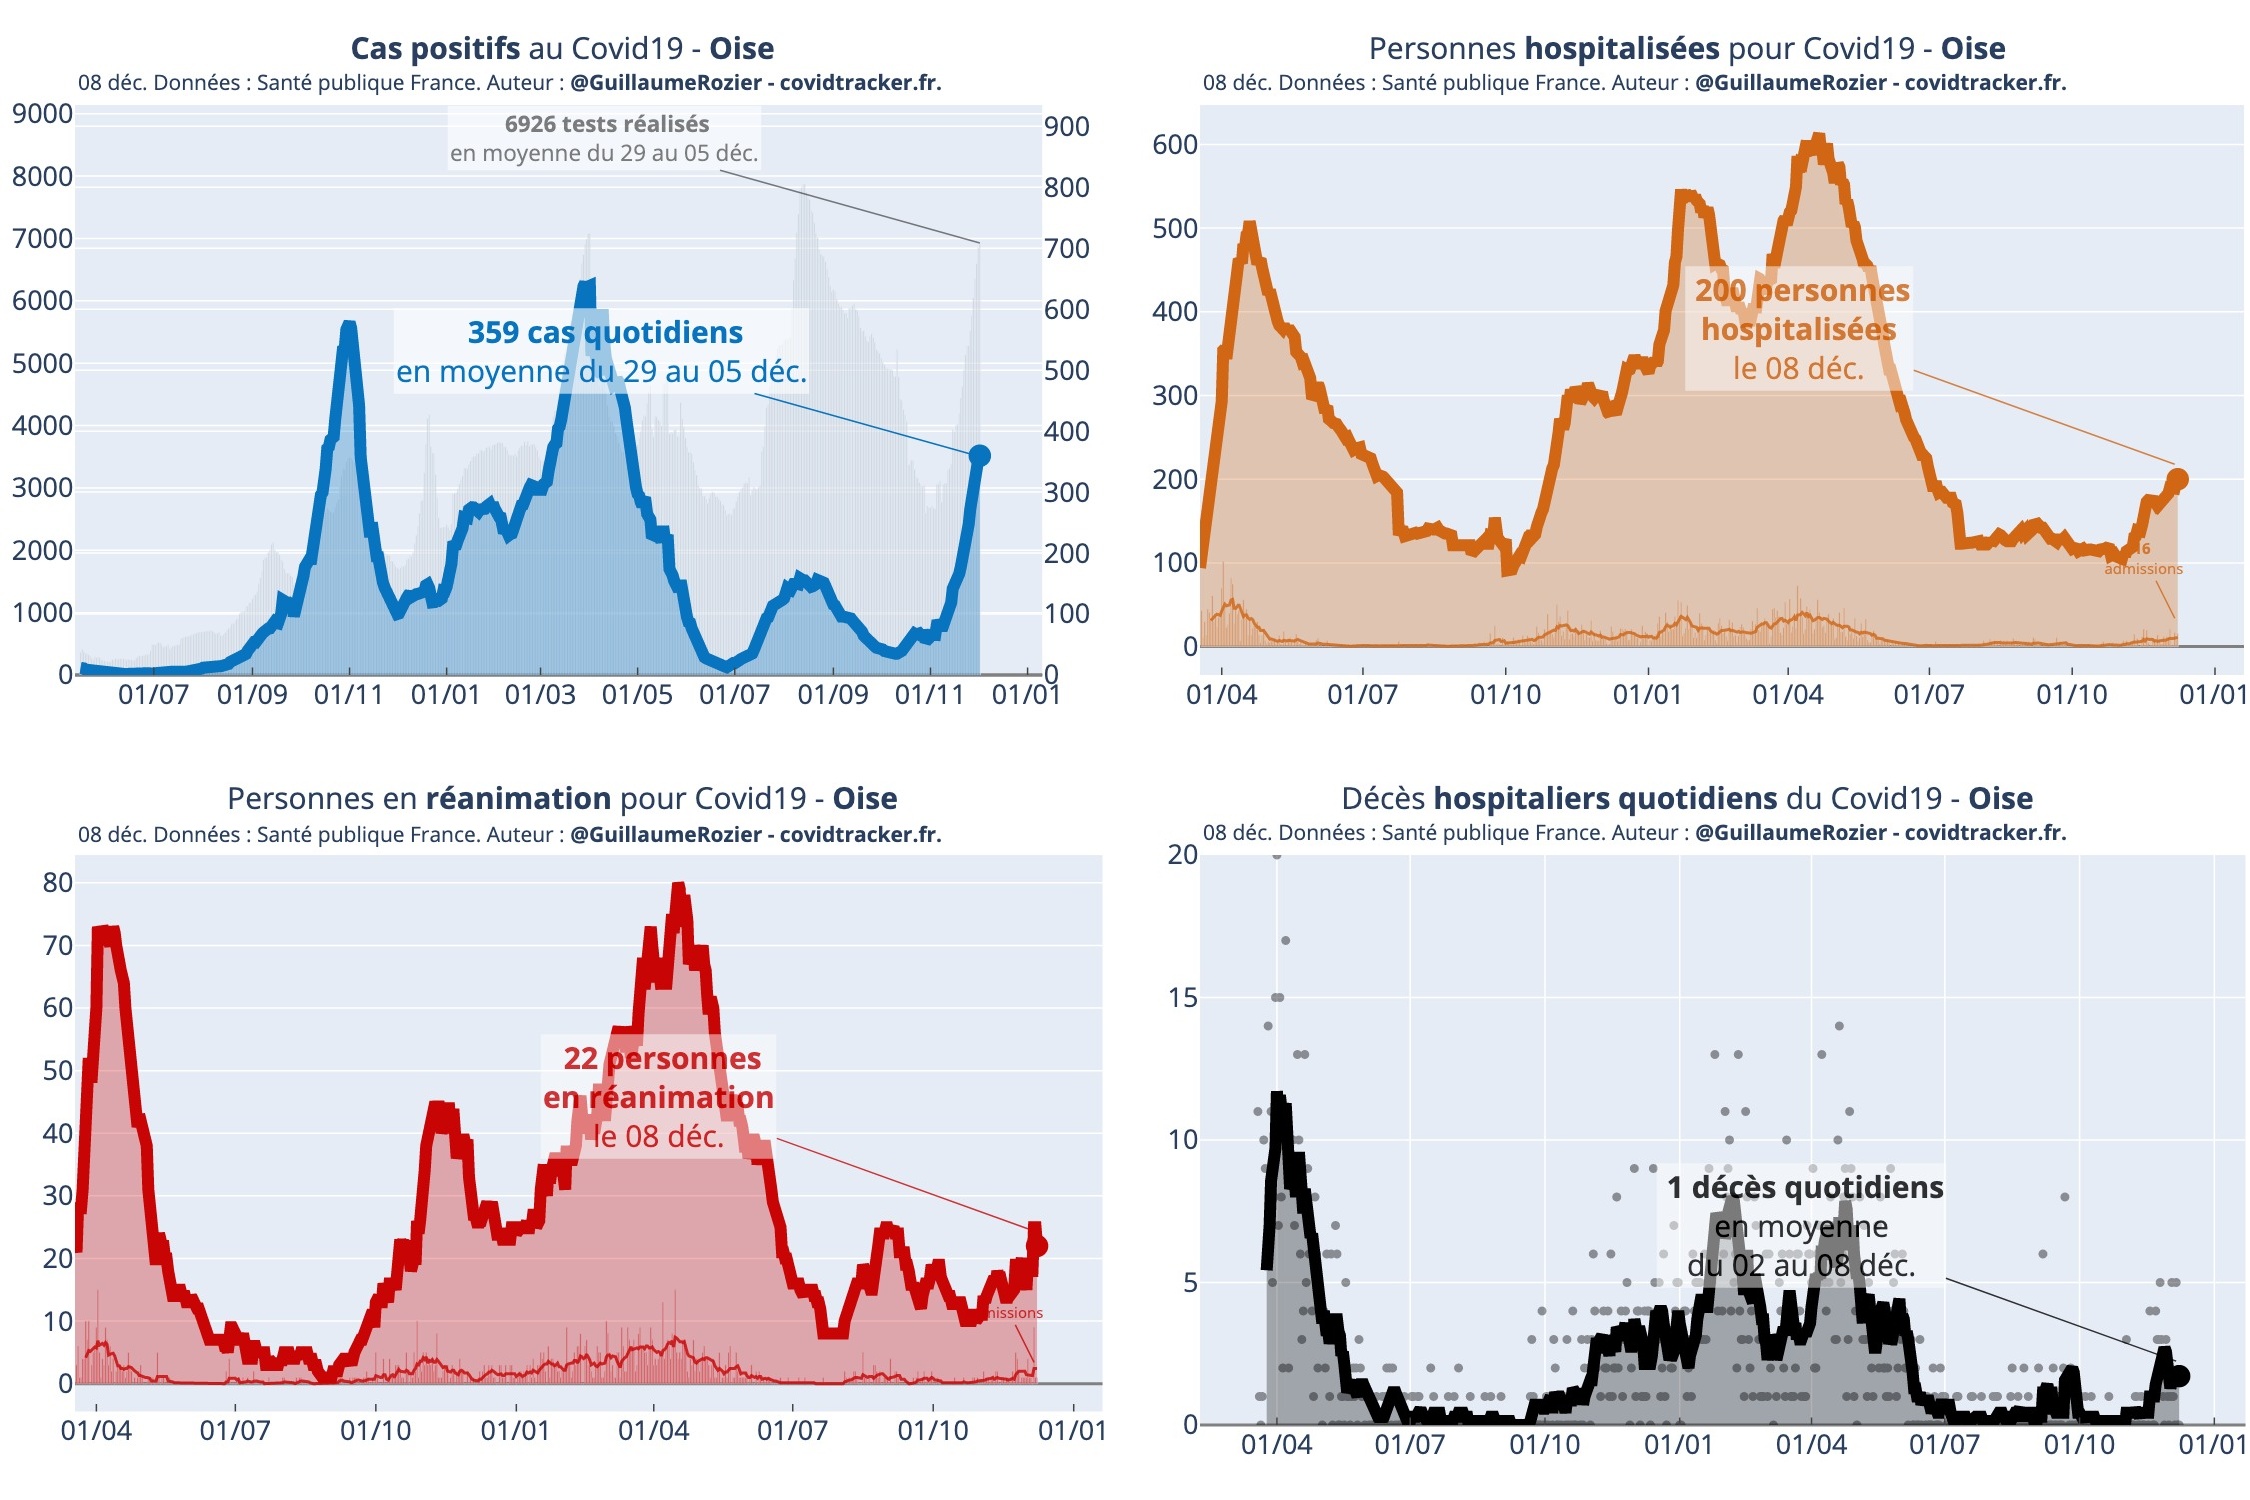 Cas positifs au Covid19 - Oise
08 déc. Données : Santé publique France. Auteur : @GuillaumeRozier - covidtracker.fr.
9000
8000
7000
6000
5000
4000
3000
2000
1000
0
900
800
700
600
500
400
300
200
100
0
6926 tests réalisés
en moyenne du 29 au 05 déc.
359 cas quotidiens
en moyenne du 29 au 05 déc.
01/07 01/09 01/11 01/01 01/03 01/05 01/07 01/09 01/11 01/01
Personnes hospitalisées pour Covid19 - Oise
08 déc. Données : Santé publique France. Auteur : @GuillaumeRozier - covidtracker.fr.
600
500
400
300
200
100
0
200 personnes
hospitalisées
le 08 déc.
16
admissions
01/04 01/07 01/10 01/01 01/04 01/07 01/10 01/01
Personnes en réanimation pour Covid19 - Oise
08 déc. Données : Santé publique France. Auteur : @GuillaumeRozier - covidtracker.fr.
80
70
60
50
40
30
20
10
0
22 personnes
en réanimation
le 08 déc.
01/04 01/07 01/10 01/01 01/04 01/07 01/10 01/01
Décès hospitaliers quotidiens du Covid19 - Oise
08 déc. Données : Santé publique France. Auteur : @GuillaumeRozier - covidtracker.fr.
20
15
10
5
0
1 décès quotidiens
en moyenne
du 02 au 08 déc.
01/04 01/07 01/10 01/01 01/04 01/07 01/10 01/01